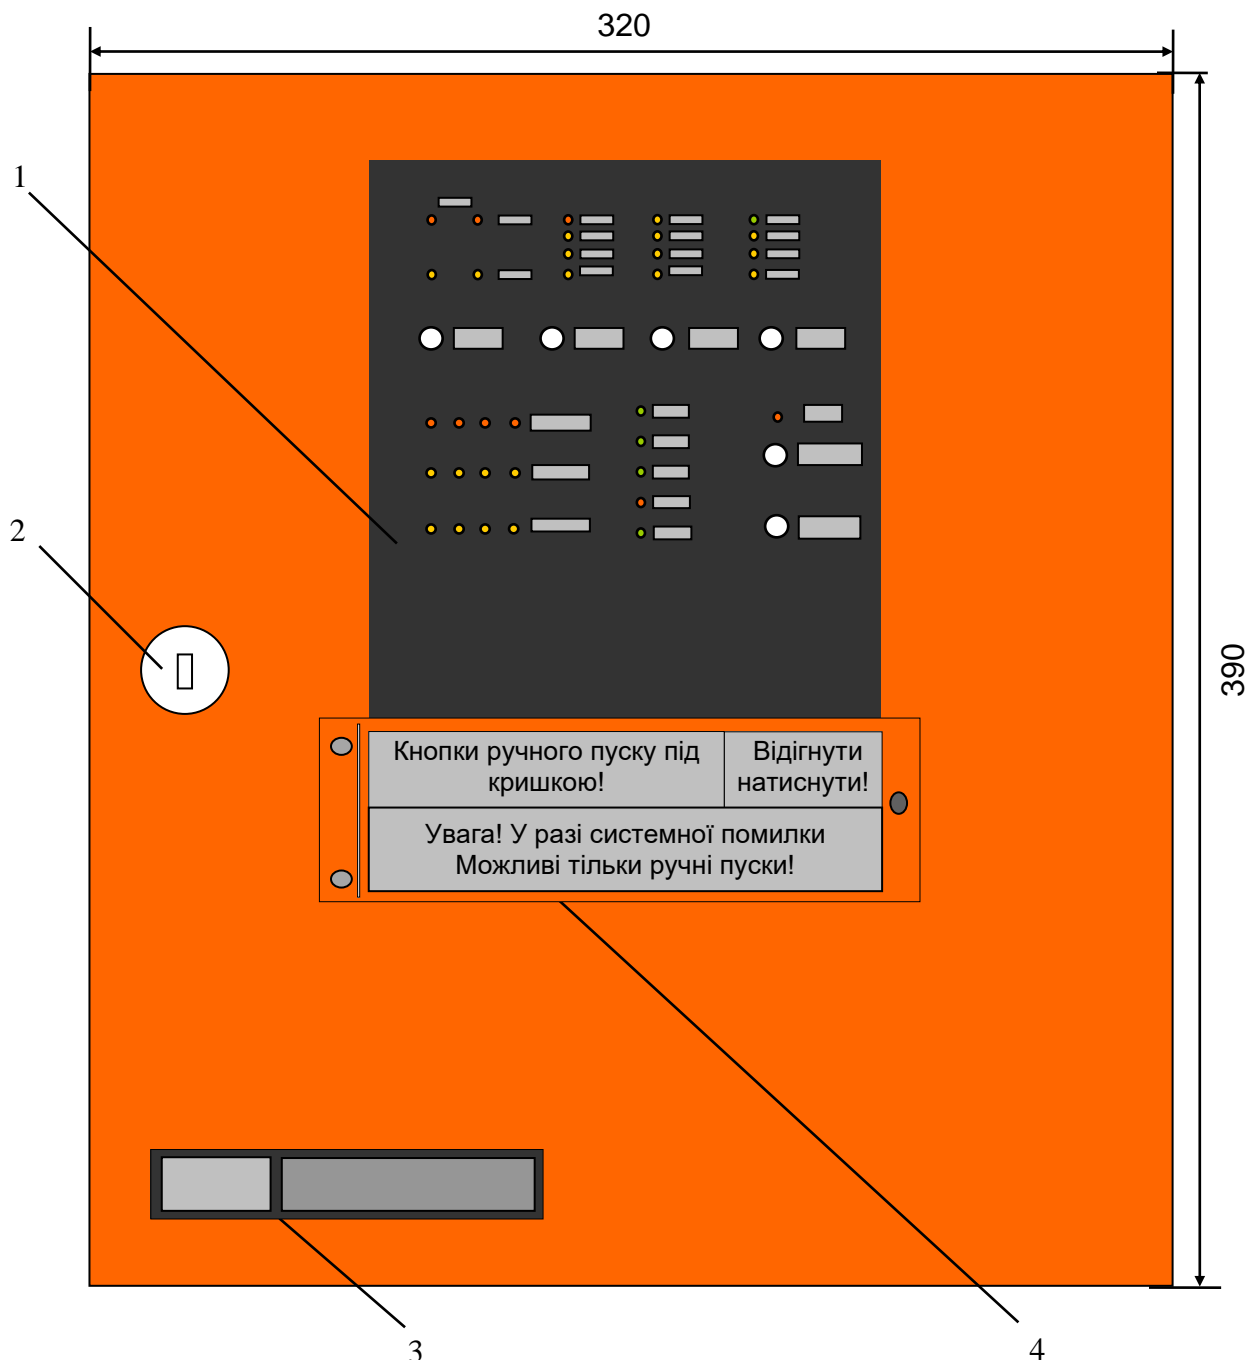 320
1
2
390
Кнопки ручного пуску під
кришкою!
Відігнути
натиснути!
Увага! У разі системної помилки
Можливі тільки ручні пуски!
3
4